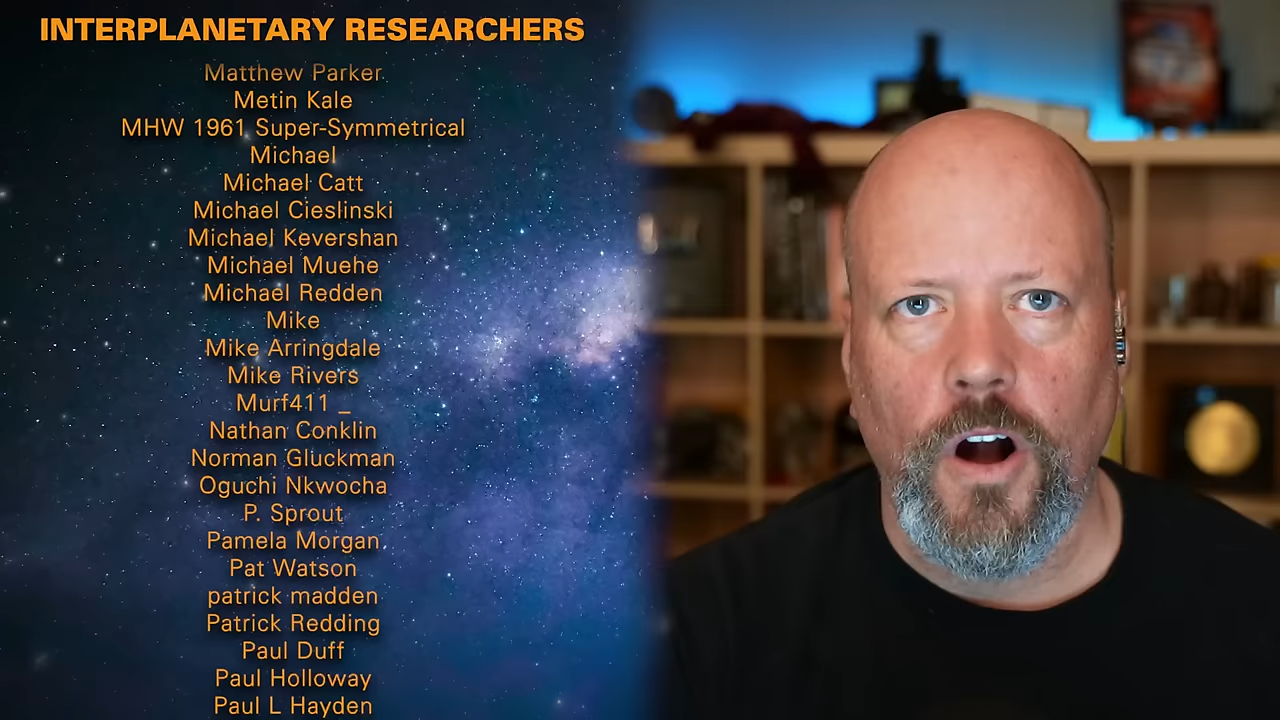 INTERPLANETARY RESEARCHERS
Matthew Parker
Metin Kale
MHW 1961 Super-Symmetrical
Michael
Michael Catt
Michael Cieslinski
Michael Kevershan
Michael Muehe
Michael Redden
Mike
Mike Arringdale
Mike Rivers
Murf411 _
Nathan Conklin
Norman Gluckman
Oguchi Nkwocha
P. Sprout
Pamela Morgan
Pat Watson
patrick madden
Patrick Redding
Paul Duff
Paul Holloway
Paul L Hayden